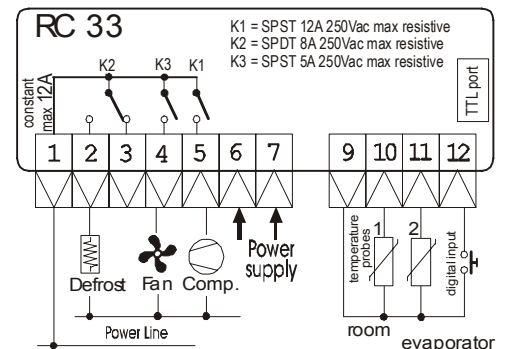 RC 33
K1 = SPST 12A 250Vac max resistive
K2 = SPDT 8A 250Vac max resistive
K3 = SPST 5A 250Vac max resistive
K2 K3 K1
constant
max 12A
TTL port
1 2 3 4 5 6 7 9 10 11 12
temperature
probes
1 2
digital input
Power
supply
Defrost Fan Comp.
Power Line
room
evaporator